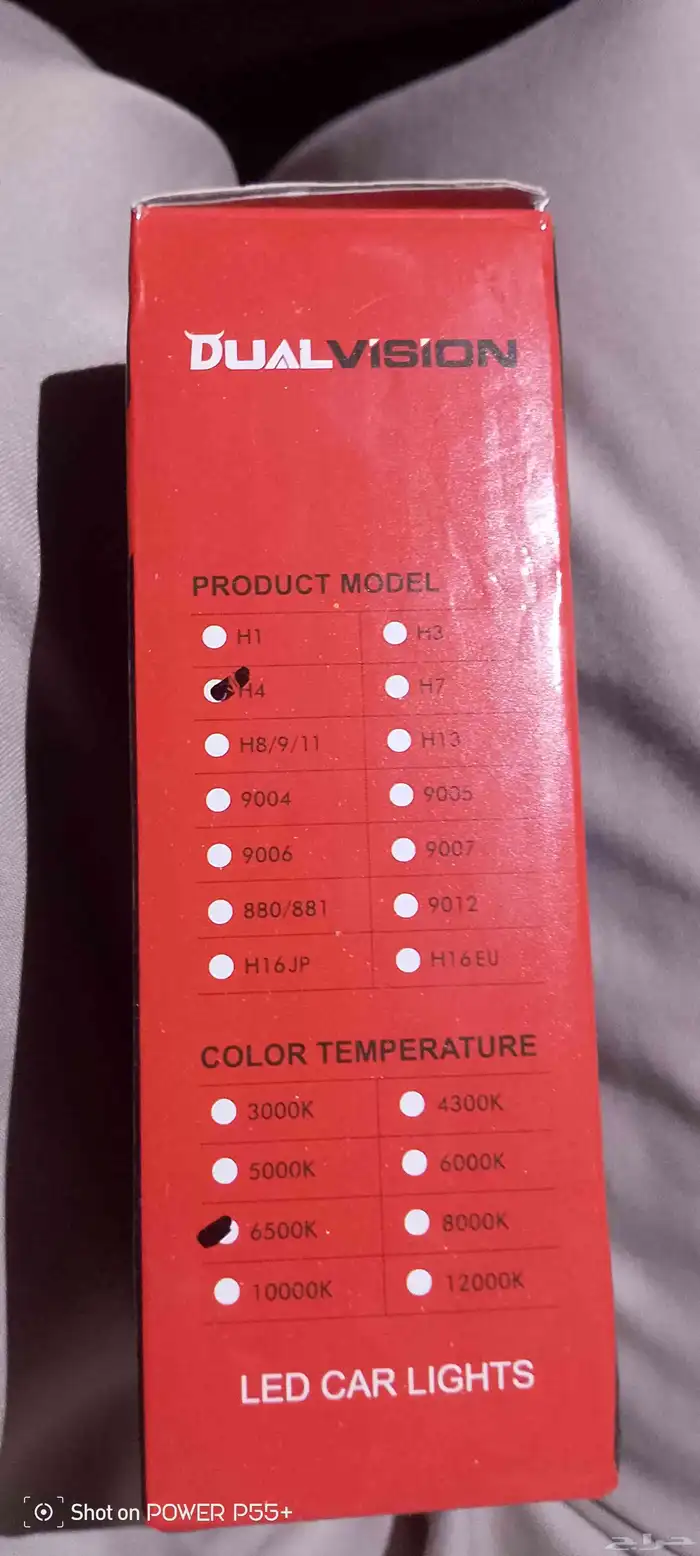 DUALVISION
PRODUCT MODEL
H1 H3
H4 H7
H8/9/11 H13
9004 9005
9006 9007
880/881 9012
H16JP H16EU
COLOR TEMPERATURE
3000K 4300K
5000K 6000K
6500K 8000K
10000K 12000K
LED CAR LIGHTS
Shot on POWER P55+
حراج